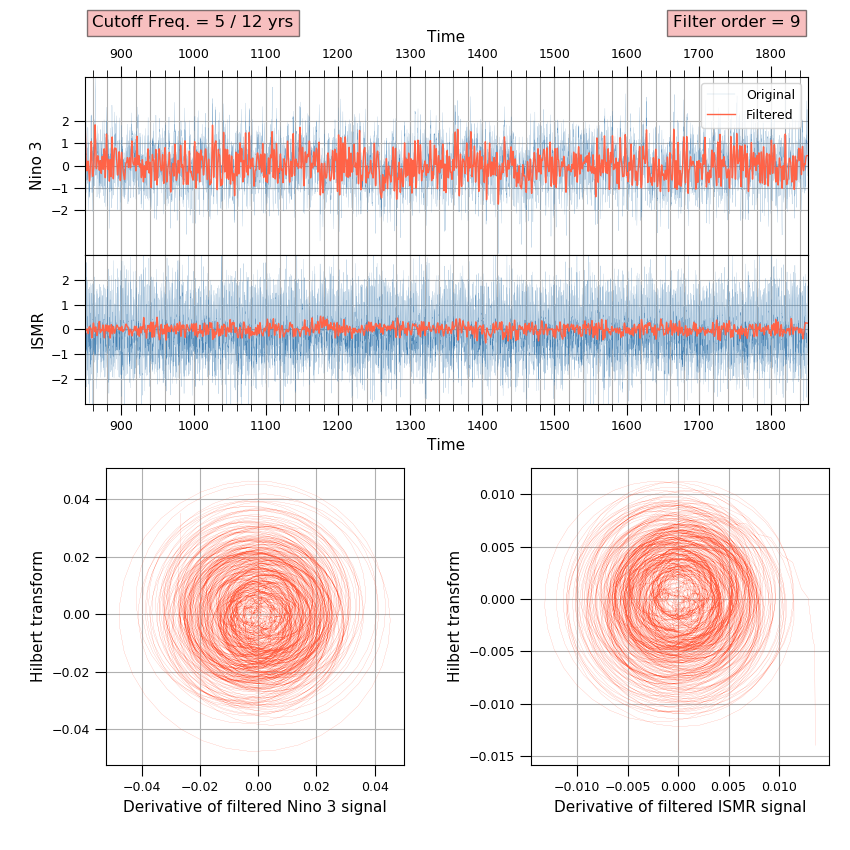 Cutoff Freq. = 5 / 12 yrs
Filter order = 9
Time
900 1000 1100 1200 1300 1400 1500 1600 1700 1800
Original
Filtered
Nino 3
2
1
0
−1
−2
ISMR
2
1
0
−1
−2
900 1000 1100 1200 1300 1400 1500 1600 1700 1800
Time
Hilbert transform
0.04
0.02
0.00
−0.02
−0.04
−0.04 −0.02 0.00 0.02 0.04
Derivative of filtered Nino 3 signal
Hilbert transform
0.010
0.005
0.000
−0.005
−0.010
−0.015
−0.010 −0.005 0.000 0.005 0.010
Derivative of filtered ISMR signal